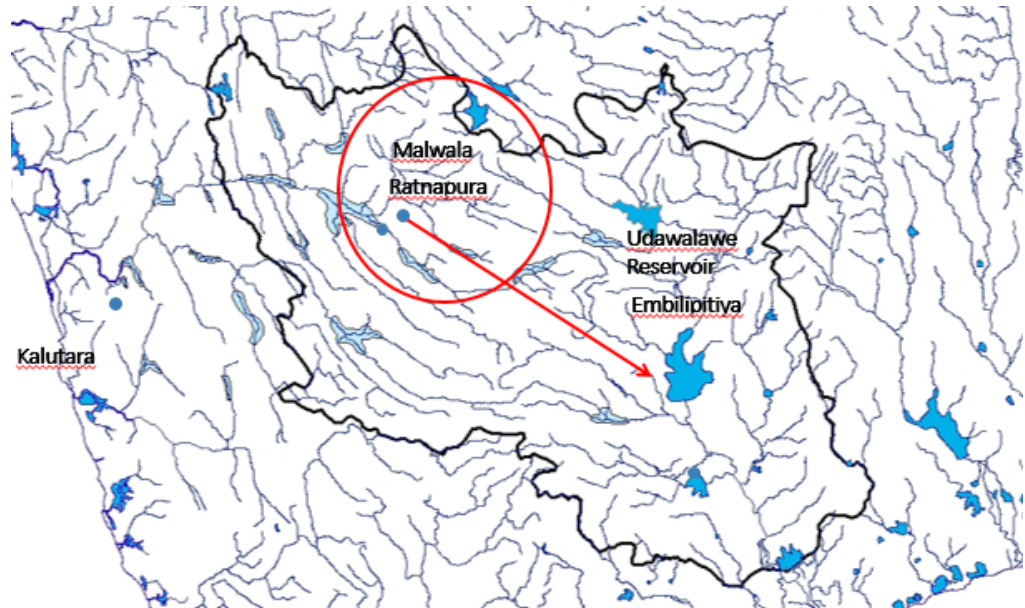 Malwala
Ratnapura
Udawalawe
Reservoir
Embilipitiya
Kalutara